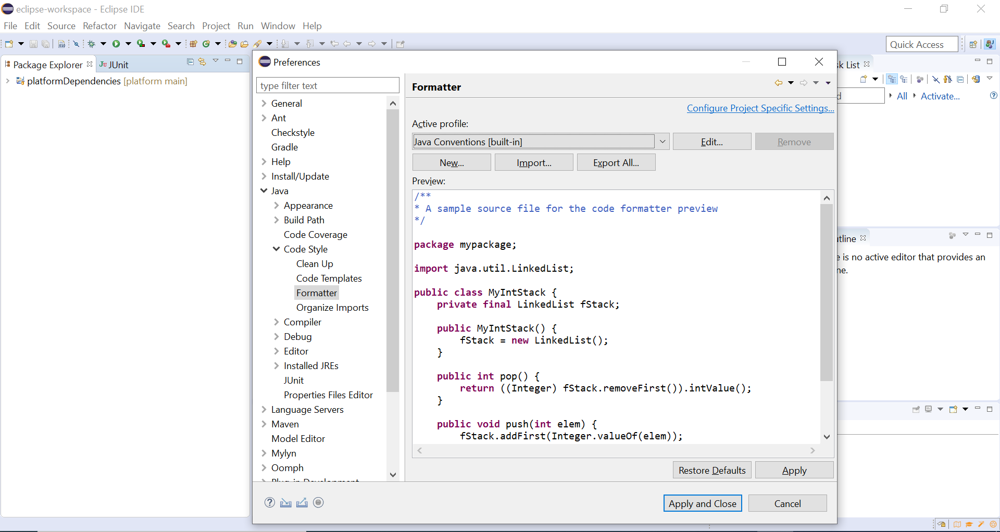 eclipse-workspace - Eclipse IDE
File Edit Source Refactor Navigate Search Project Run Window Help
Quick Access
Package Explorer
JUnit
platformDependencies [platform main]
Preferences
type filter text
General
Ant
Checkstyle
Gradle
Help
Install/Update
Java
Appearance
Build Path
Code Coverage
Code Style
Clean Up
Code Templates
Formatter
Organize Imports
Compiler
Debug
Editor
Installed JREs
JUnit
Properties Files Editor
Language Servers
Maven
Model Editor
Mylyn
Oomph
Plug-in Development
Formatter
Configure Project Specific Settings...
Active profile:
Java Conventions [built-in]
Edit...
Remove
New...
Import...
Export All...
Preview:
/**
* A sample source file for the code formatter preview
*/
package mypackage;
import java.util.LinkedList;
public class MyIntStack {
private final LinkedList fStack;
public MyIntStack() {
fStack = new LinkedList();
}
public int pop() {
return ((Integer) fStack.removeFirst()).intValue();
}
public void push(int elem) {
fStack.addFirst(Integer.valueOf(elem));
Restore Defaults
Apply
Apply and Close
Cancel
sk List
All
Activate...
utline
e is no active editor that provides an
ne.